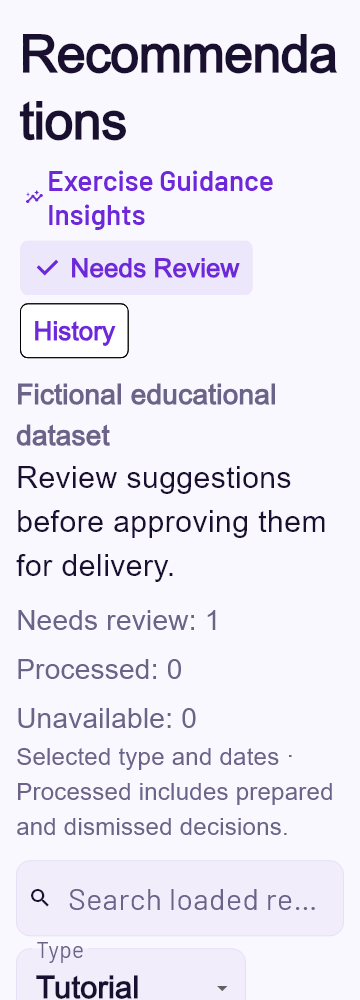 Recommenda
tions
Exercise Guidance
Insights
Needs Review
History
Fictional educational
dataset
Review suggestions
before approving them
for delivery.
Needs review: 1
Processed: 0
Unavailable: 0
Selected type and dates ·
Processed includes prepared
and dismissed decisions.
Search loaded re...
Type
Tutorial